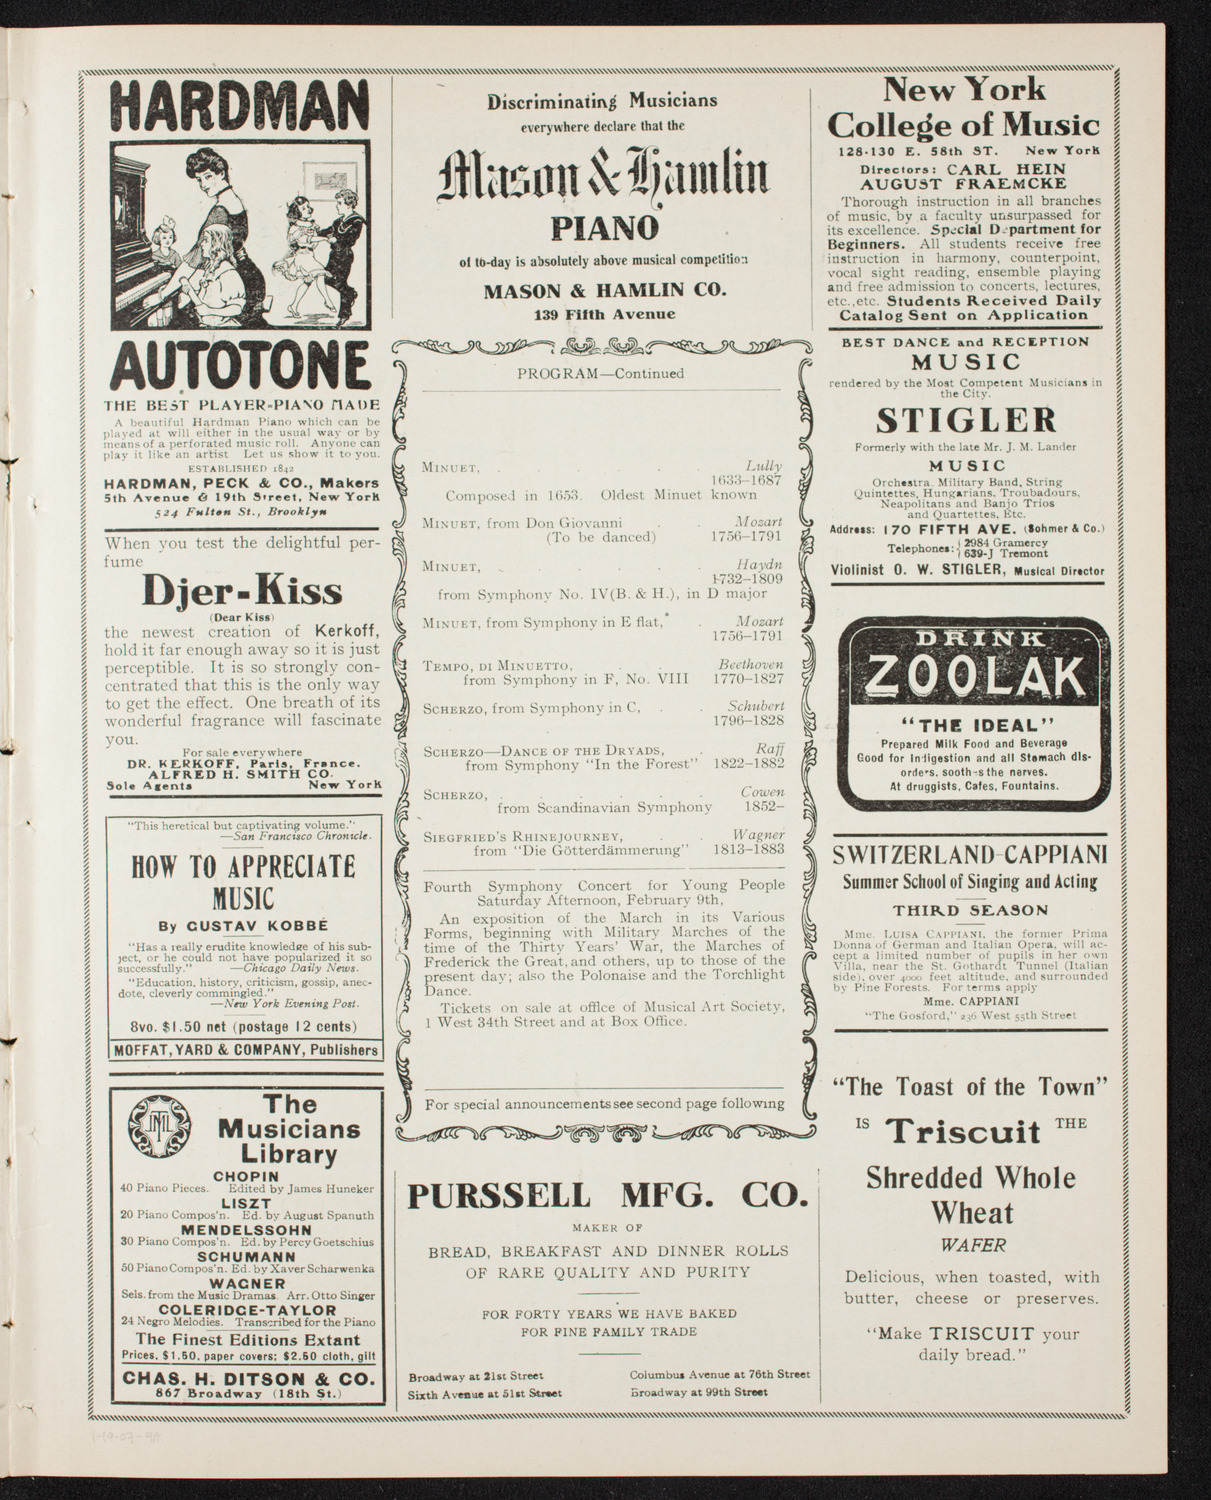 HARDMAN
AUTOTONE
THE BEST PLAYER-PIANO MADE
A beautiful Hardman Piano which can be
played at will either in the usual way or by
means of a perforated music roll. Anyone can
play it like an artist Let us show it to you.
ESTABLISHED 1842
HARDMAN, PECK & CO., Makers
5th Avenue & 19th Street, New York
524 Fulton St., Brooklyn
When you test the delightful per-
fume
Djer-Kiss
(Dear Kiss)
the newest creation of Kerkoff,
hold it far enough away so it is just
perceptible. It is so strongly con-
centrated that this is the only way
to get the effect. One breath of its
wonderful fragrance will fascinate
you.
For sale everywhere
DR. KERKOFF, Paris, France.
ALFRED H. SMITH CO.
Sole Agents New York
"This heretical but captivating volume."
—San Francisco Chronicle.
HOW TO APPRECIATE
MUSIC
By GUSTAV KOBBÉ
"Has a really erudite knowledge of his sub-
ject, or he could not have popularized it so
successfully." —Chicago Daily News.
"Education, history, criticism, gossip, anec-
dote, cleverly commingled."
—New York Evening Post.
8vo. $1.50 net (postage 12 cents)
MOFFAT, YARD & COMPANY, Publishers
The
Musicians
Library
CHOPIN
40 Piano Pieces. Edited by James Huneker
LISZT
20 Piano Compos'n. Ed. by August Spanuth
MENDELSSOHN
30 Piano Compos'n. Ed. by Percy Goetschius
SCHUMANN
50 Piano Compos'n. Ed. by Xaver Scharwenka
WAGNER
Sels. from the Music Dramas. Arr. Otto Singer
COLERIDGE-TAYLOR
24 Negro Melodies. Transcribed for the Piano
The Finest Editions Extant
Prices, $1.50, paper covers; $2.50 cloth, gilt
CHAS. H. DITSON & CO.
867 Broadway (18th St.)
Discriminating Musicians
everywhere declare that the
Mason & Hamlin
PIANO
of to-day is absolutely above musical competition
MASON & HAMLIN CO.
139 Fifth Avenue
PROGRAM—Continued
MINUET, . . . . . Lully
1633–1687
Composed in 1653. Oldest Minuet known
MINUET, from Don Giovanni . . Mozart
(To be danced) 1756–1791
MINUET, . . . . . Haydn
1732–1809
from Symphony No. IV (B. & H.), in D major
MINUET, from Symphony in E flat, . Mozart
1756–1791
TEMPO, DI MINUETTO, . . . Beethoven
from Symphony in F, No. VIII 1770–1827
SCHERZO, from Symphony in C, . . Schubert
1796–1828
SCHERZO—DANCE OF THE DRYADS, . Raff
from Symphony "In the Forest" 1822–1882
SCHERZO, . . . . . . Cowen
from Scandinavian Symphony 1852–
SIEGFRIED'S RHINEJOURNEY, . . Wagner
from "Die Götterdämmerung" 1813–1883
Fourth Symphony Concert for Young People
Saturday Afternoon, February 9th,
An exposition of the March in its Various
Forms, beginning with Military Marches of the
time of the Thirty Years' War, the Marches of
Frederick the Great, and others, up to those of the
present day; also the Polonaise and the Torchlight
Dance.
Tickets on sale at office of Musical Art Society,
1 West 34th Street and at Box Office.
For special announcements see second page following
PURSSELL MFG. CO.
MAKER OF
BREAD, BREAKFAST AND DINNER ROLLS
OF RARE QUALITY AND PURITY
FOR FORTY YEARS WE HAVE BAKED
FOR FINE FAMILY TRADE
Broadway at 21st Street Columbus Avenue at 76th Street
Sixth Avenue at 51st Street Broadway at 99th Street
New York
College of Music
128-130 E. 58th ST. New York
Directors: CARL HEIN
AUGUST FRAEMCKE
Thorough instruction in all branches
of music, by a faculty unsurpassed for
its excellence. Special Department for
Beginners. All students receive free
instruction in harmony, counterpoint,
vocal sight reading, ensemble playing
and free admission to concerts, lectures,
etc., etc. Students Received Daily
Catalog Sent on Application
BEST DANCE and RECEPTION
MUSIC
rendered by the Most Competent Musicians in
the City.
STIGLER
Formerly with the late Mr. J. M. Lander
MUSIC
Orchestra, Military Band, String
Quintettes, Hungarians, Troubadours,
Neapolitans and Banjo Trios
and Quartettes, Etc.
Address: 170 FIFTH AVE. (Sohmer & Co.)
Telephones: { 2984 Gramercy
639-J Tremont
Violinist O. W. STIGLER, Musical Director
DRINK
ZOOLAK
"THE IDEAL"
Prepared Milk Food and Beverage
Good for Indigestion and all Stomach dis-
orders, sooth-s the nerves.
At druggists, Cafes, Fountains.
SWITZERLAND-CAPPIANI
Summer School of Singing and Acting
THIRD SEASON
Mme. LUISA CAPPIANI, the former Prima
Donna of German and Italian Opera, will ac-
cept a limited number of pupils in her own
Villa, near the St. Gothardt Tunnel (Italian
side), over 4000 feet altitude, and surrounded
by Pine Forests. For terms apply
Mme. CAPPIANI
"The Gosford," 236 West 55th Street
"The Toast of the Town"
IS Triscuit THE
Shredded Whole
Wheat
WAFER
Delicious, when toasted, with
butter, cheese or preserves.
"Make TRISCUIT your
daily bread."
1-19-07-4A